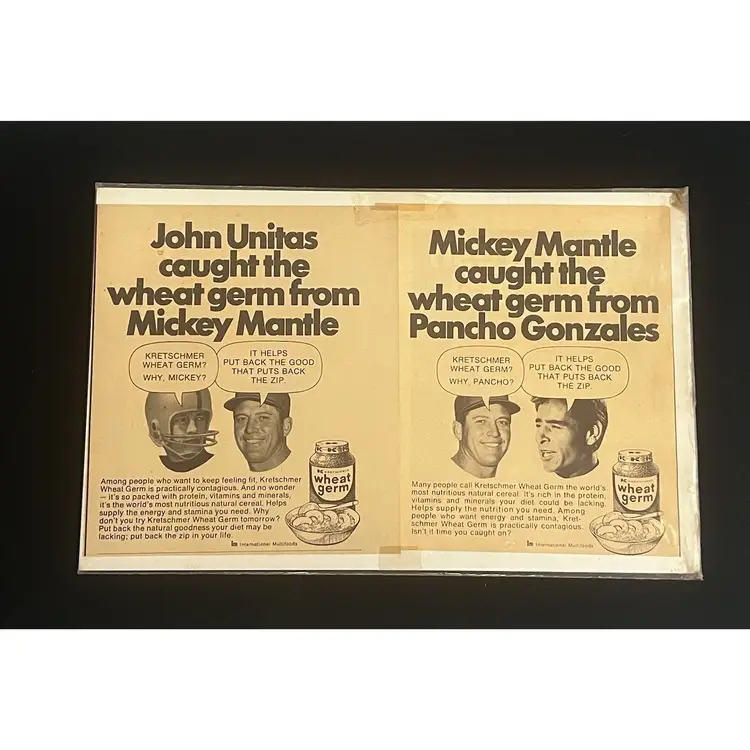 John Unitas
caught the
wheat germ from
Mickey Mantle
KRETSCHMER
WHEAT GERM?
WHY, MICKEY?
IT HELPS
PUT BACK THE GOOD
THAT PUTS BACK
THE ZIP.
Among people who want to keep feeling fit, Kretschmer
Wheat Germ is practically contagious. And no wonder
— it's so packed with protein, vitamins and minerals,
it's the world's most nutritious natural cereal. Helps
supply the energy and stamina you need. Why
don't you try Kretschmer Wheat Germ tomorrow?
Put back the natural goodness your diet may be
lacking; put back the zip in your life.
KRETSCHMER
wheat
germ
im International Multifoods
Mickey Mantle
caught the
wheat germ from
Pancho Gonzales
KRETSCHMER
WHEAT GERM?
WHY, PANCHO?
IT HELPS
PUT BACK THE GOOD
THAT PUTS BACK
THE ZIP.
Many people call Kretschmer Wheat Germ the world's
most nutritious natural cereal. It's rich in the protein,
vitamins and minerals your diet could be lacking.
Helps supply the nutrition you need. Among
people who want energy and stamina, Kret-
schmer Wheat Germ is practically contagious.
Isn't it time you caught on?
KRETSCHMER
wheat
germ
im International Multifoods